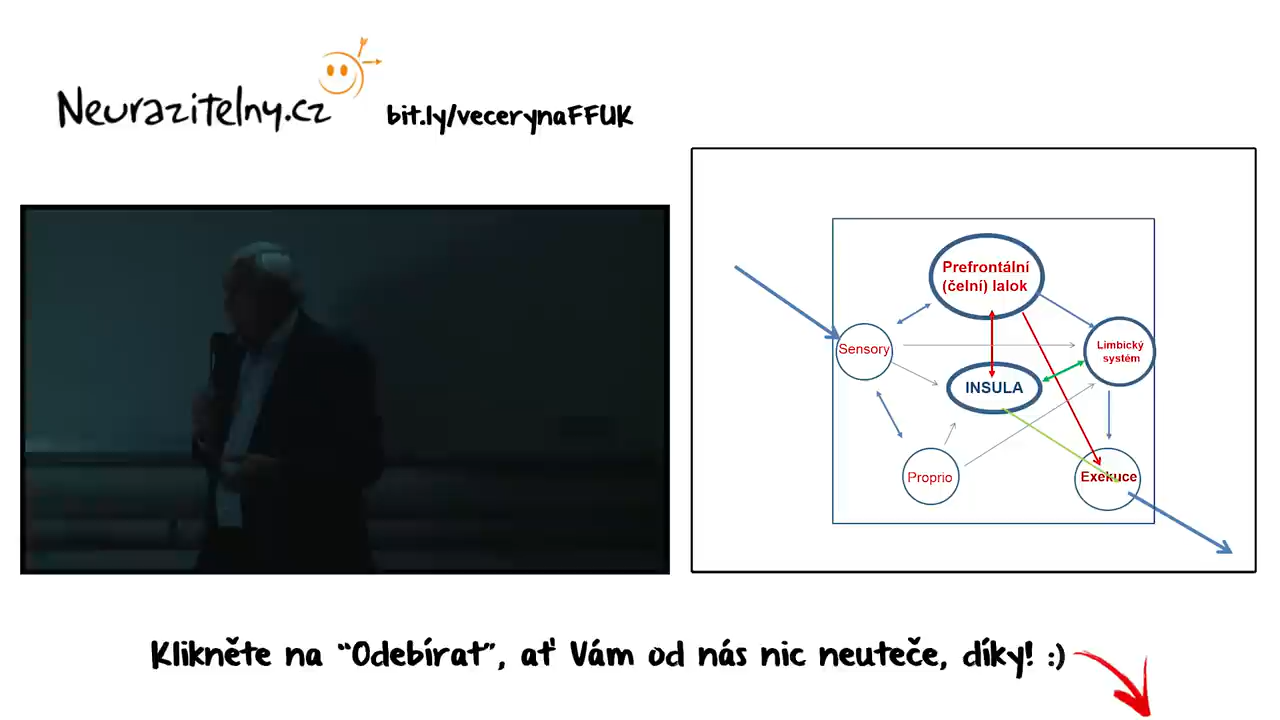 Neurazitelny.cz
bit.ly/vecerynaFFUK
Prefrontální
(čelní) lalok
Sensory
Limbický
systém
INSULA
Proprio
Exekuce
Klikněte na “Odebírat”, ať Vám od nás nic neuteče, díky! :)